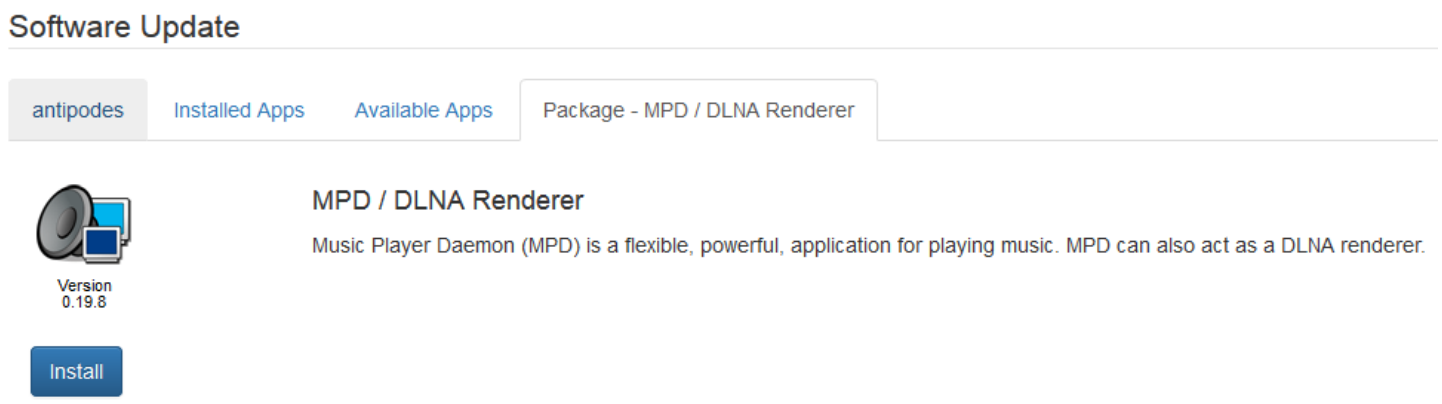 Software Update
antipodes Installed Apps Available Apps Package - MPD / DLNA Renderer
MPD / DLNA Renderer
Music Player Daemon (MPD) is a flexible, powerful, application for playing music. MPD can also act as a DLNA renderer.
Version
0.19.8
Install